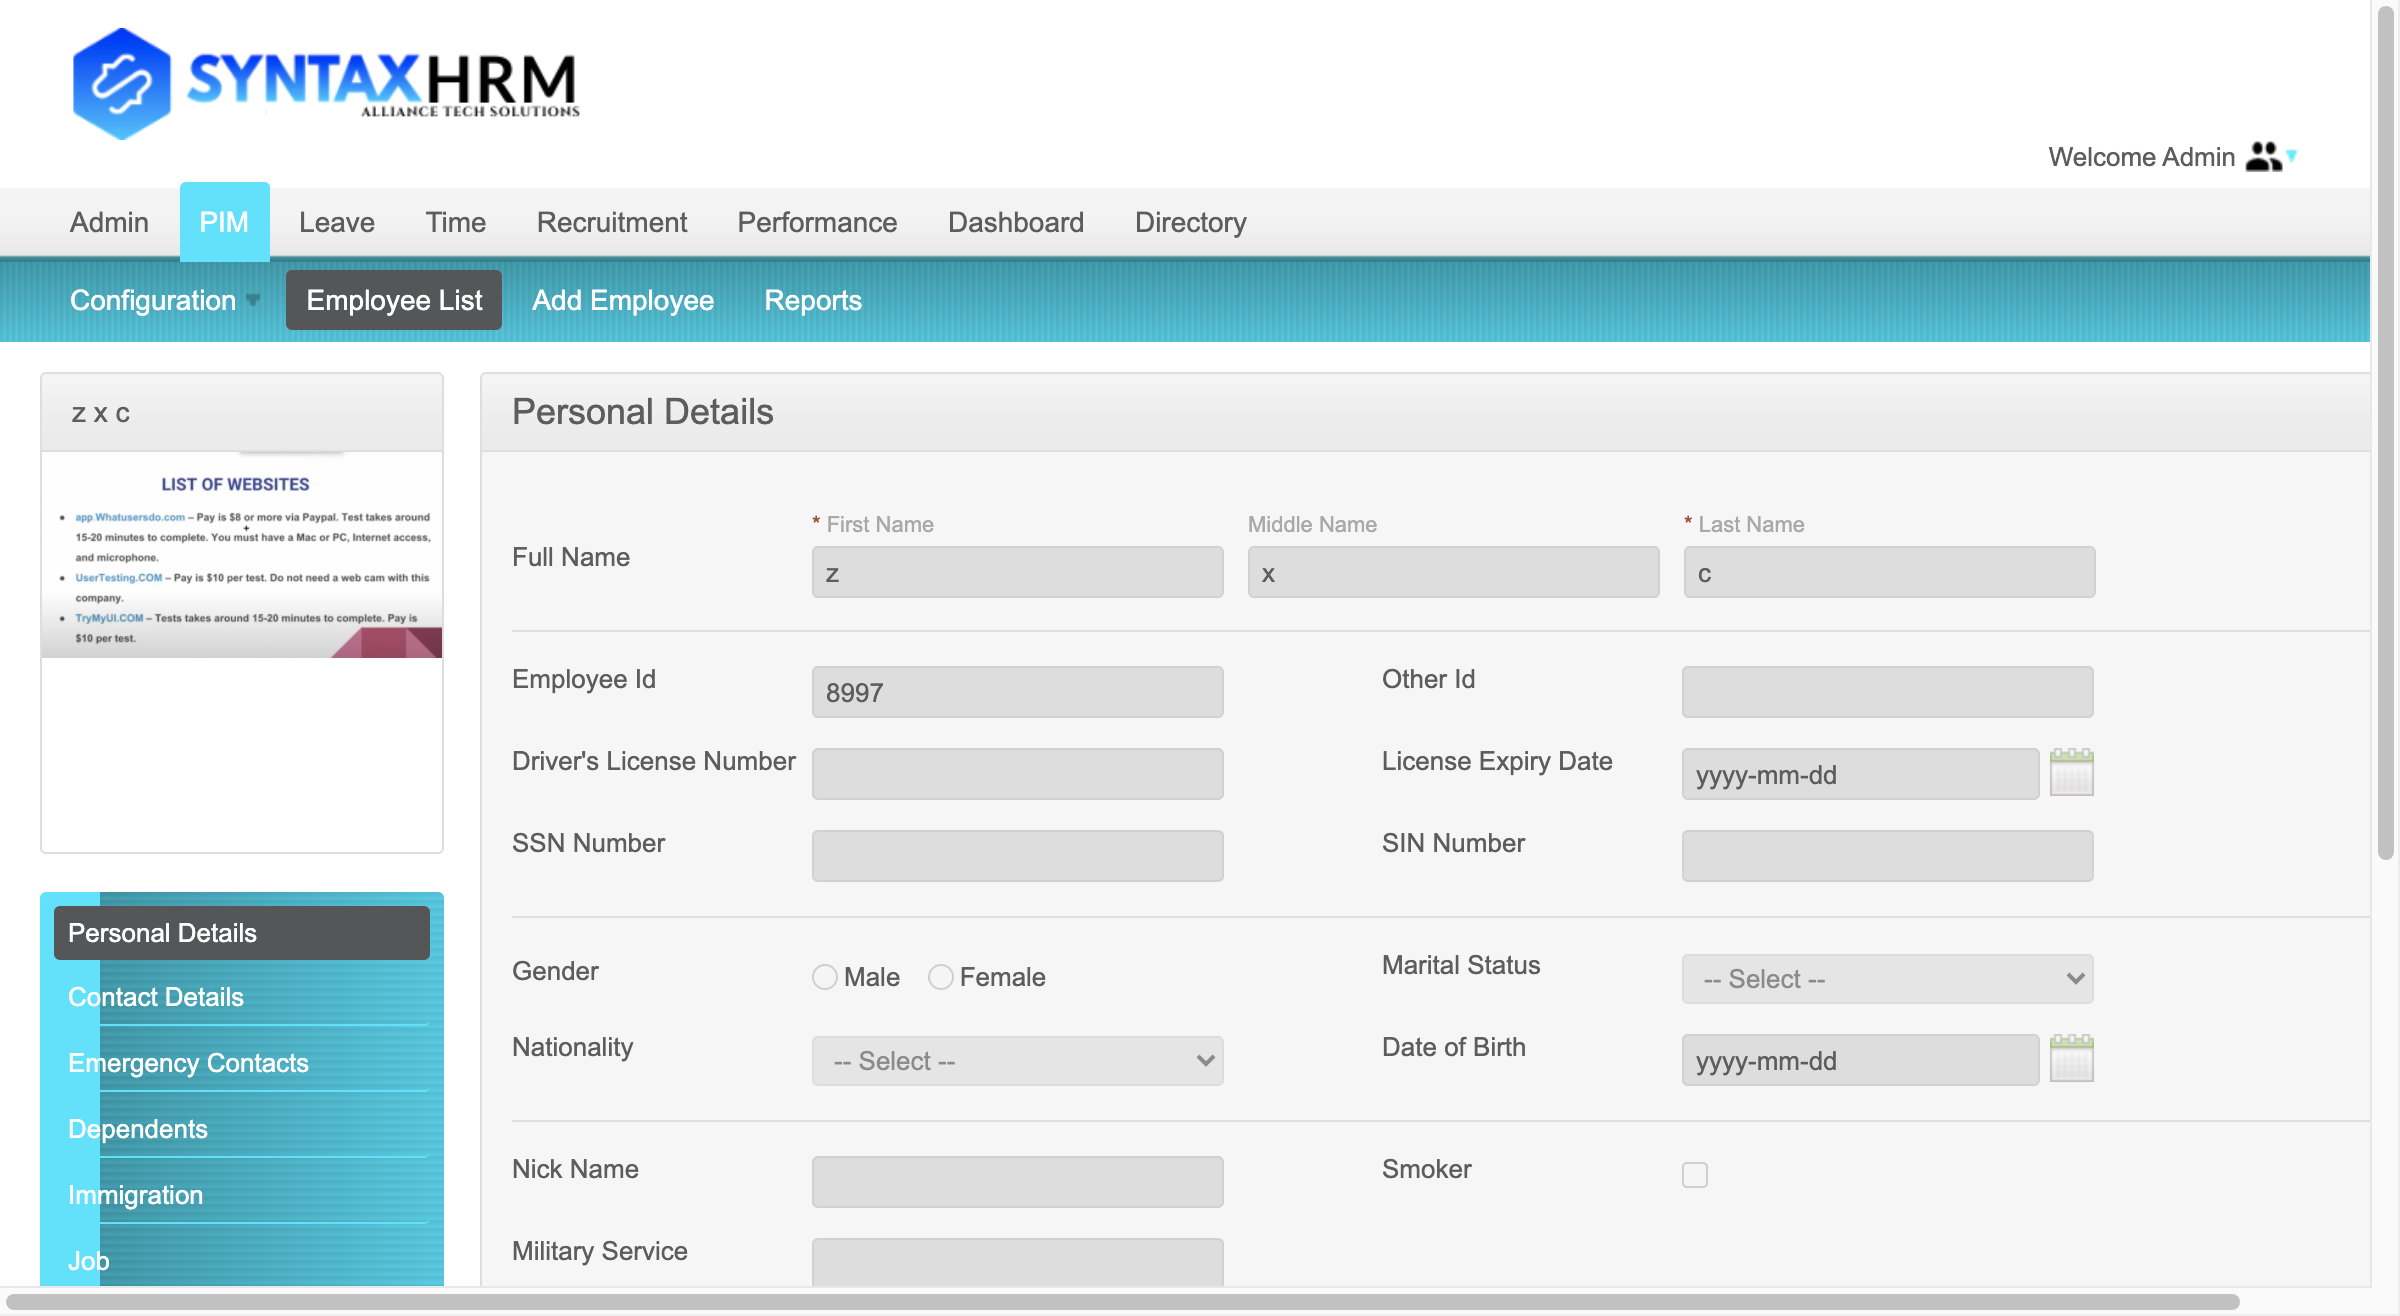 SYNTAXHRM
ALLIANCE TECH SOLUTIONS
Welcome Admin
Admin PIM Leave Time Recruitment Performance Dashboard Directory
Configuration Employee List Add Employee Reports
z x c
LIST OF WEBSITES
• app.Whatusersdo.com – Pay is $8 or more via Paypal. Test takes around
15-20 minutes to complete. You must have a Mac or PC, Internet access,
and microphone.
• UserTesting.COM – Pay is $10 per test. Do not need a web cam with this
company.
• TryMyUI.COM – Tests takes around 15-20 minutes to complete. Pay is
$10 per test.
Personal Details
Contact Details
Emergency Contacts
Dependents
Immigration
Job
Personal Details
* First Name Middle Name * Last Name
Full Name z x c
Employee Id 8997 Other Id
Driver's License Number License Expiry Date yyyy-mm-dd
SSN Number SIN Number
Gender Male Female Marital Status -- Select --
Nationality -- Select -- Date of Birth yyyy-mm-dd
Nick Name Smoker
Military Service